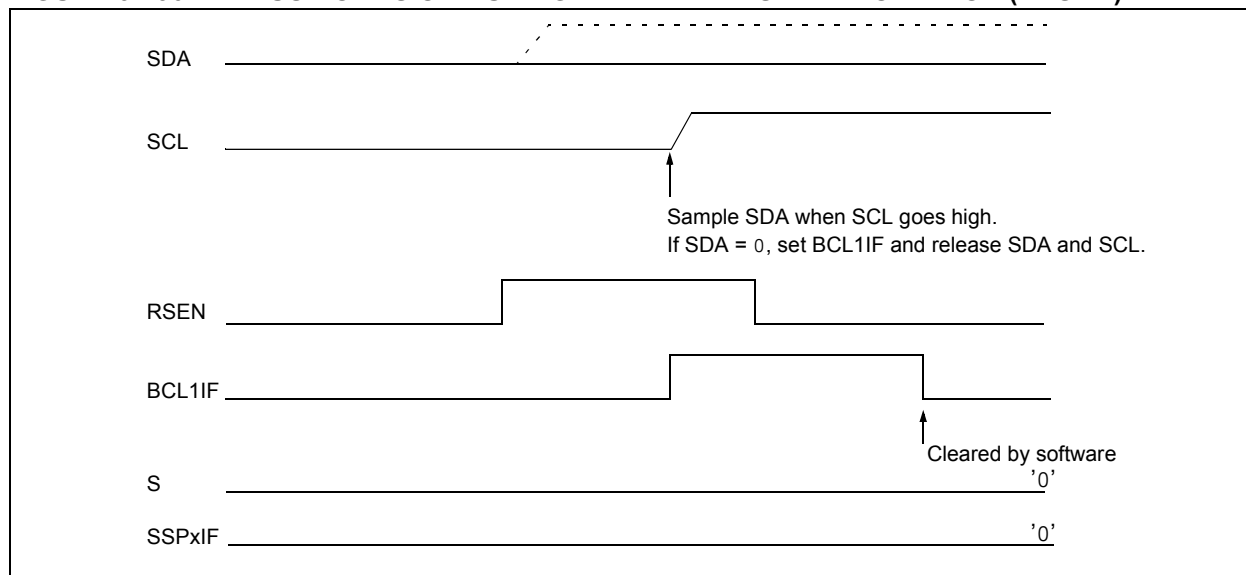 SDA
SCL
Sample SDA when SCL goes high.
If SDA = 0, set BCL1IF and release SDA and SCL.
RSEN
BCL1IF
Cleared by software
S '0'
SSPxIF '0'